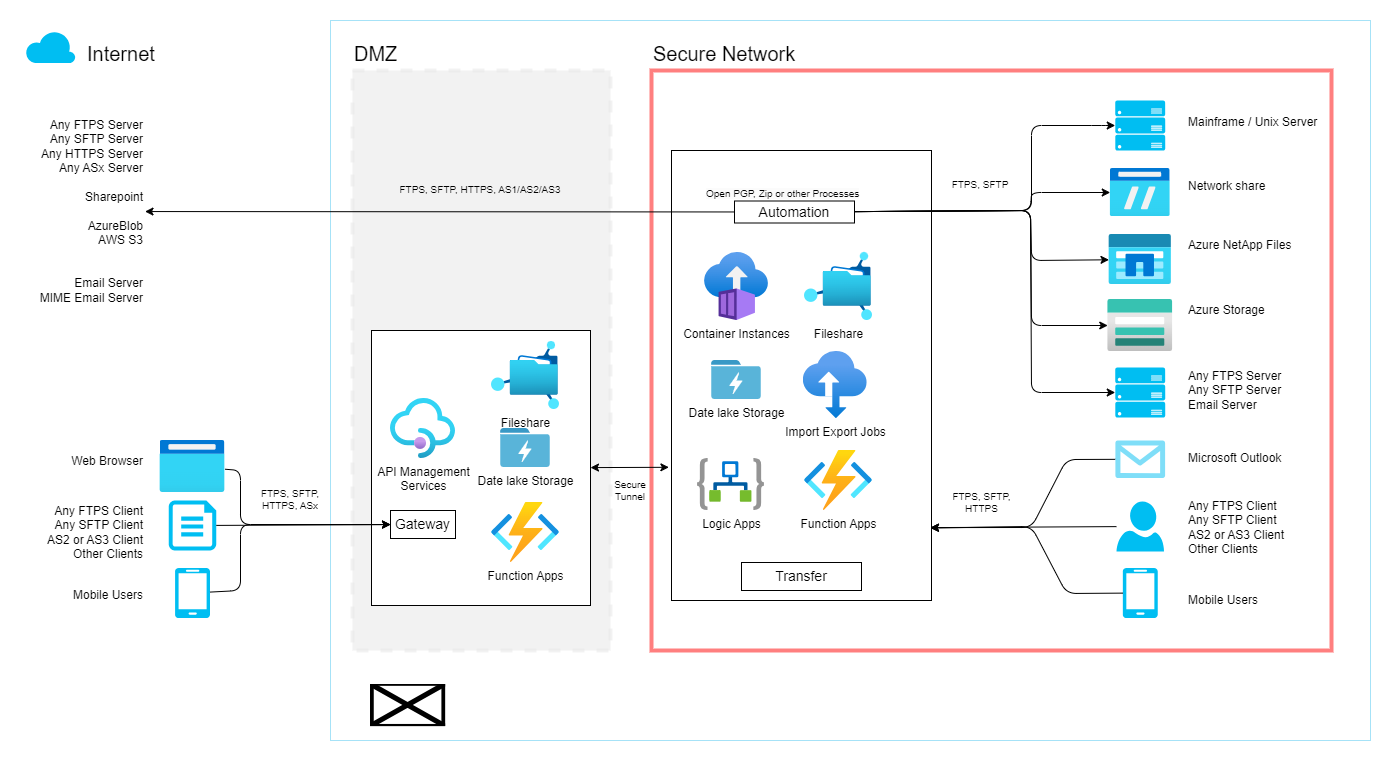 Internet
DMZ
Secure Network
Any FTPS Server
Any SFTP Server
Any HTTPS Server
Any ASx Server
Sharepoint
AzureBlob
AWS S3
Email Server
MIME Email Server
FTPS, SFTP, HTTPS, AS1/AS2/AS3
Open PGP, Zip or other Processes
Automation
FTPS, SFTP
Mainframe / Unix Server
Network share
Azure NetApp Files
Azure Storage
Any FTPS Server
Any SFTP Server
Email Server
Container Instances
Fileshare
Date lake Storage
Import Export Jobs
Logic Apps
Function Apps
Transfer
Fileshare
API Management
Services
Date lake Storage
Gateway
Function Apps
Secure
Tunnel
Web Browser
Any FTPS Client
Any SFTP Client
AS2 or AS3 Client
Other Clients
Mobile Users
FTPS, SFTP,
HTTPS, ASx
FTPS, SFTP,
HTTPS
Microsoft Outlook
Any FTPS Client
Any SFTP Client
AS2 or AS3 Client
Other Clients
Mobile Users